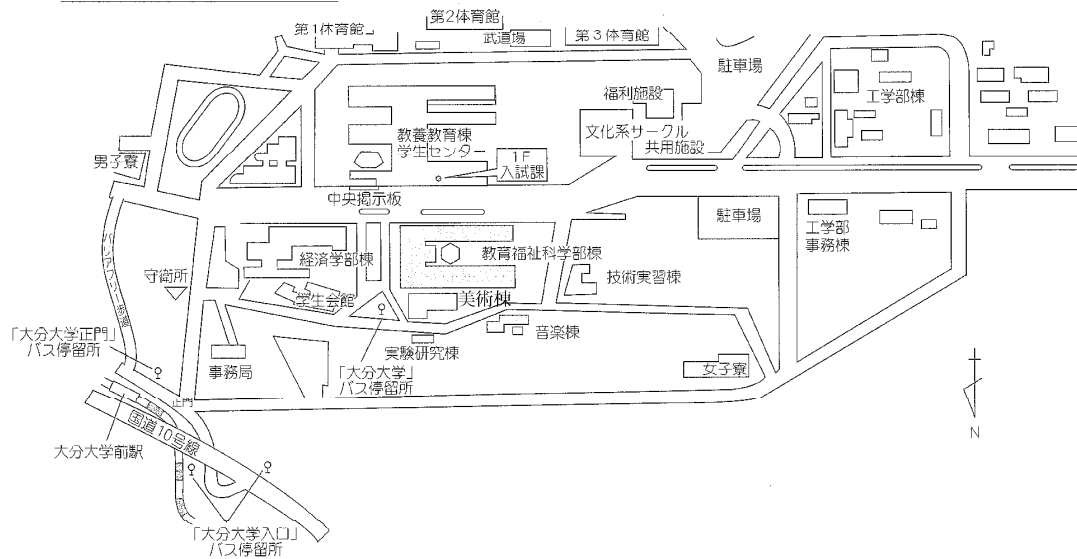 第2体育館
第1体育館
武道場
第3体育館
駐車場
福利施設
工学部棟
教養教育棟
学生センター
文化系サークル
共用施設
1F
入試課
男子寮
中央掲示板
駐車場
工学部
事務棟
経済学部棟
教育福祉科学部棟
守衛所
技術実習棟
バリアフリー歩道
学生会館
美術棟
「大分大学正門」
バス停留所
音楽棟
実験研究棟
事務局
「大分大学」
バス停留所
女子寮
正門
国道10号線
大分大学前駅
N
「大分大学入口」
バス停留所